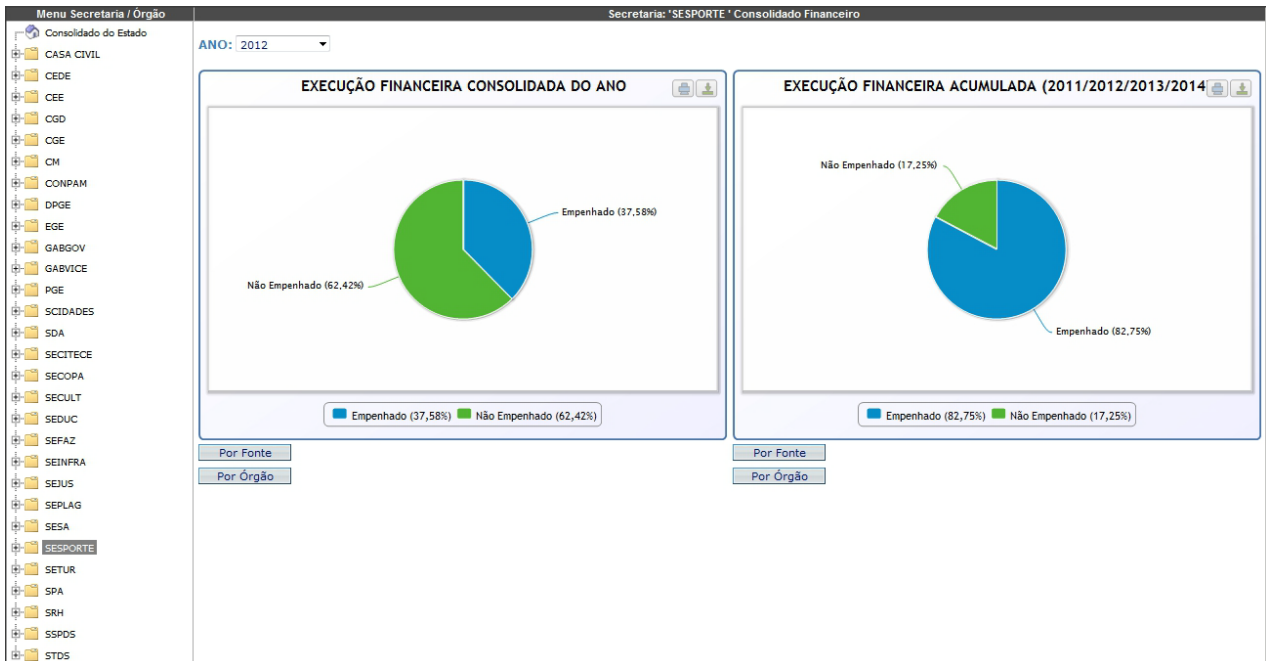 Menu Secretaria / Órgão
Consolidado do Estado
CASA CIVIL
CEDE
CEE
CGD
CGE
CM
CONPAM
DPGE
EGE
GABGOV
GABVICE
PGE
SCIDADES
SDA
SECITECE
SECOPA
SECULT
SEDUC
SEFAZ
SEINFRA
SEJUS
SEPLAG
SESA
SESPORTE
SETUR
SPA
SRH
SSPDS
STDS
Secretaria: 'SESPORTE ' Consolidado Financeiro
ANO: 2012
EXECUÇÃO FINANCEIRA CONSOLIDADA DO ANO
Empenhado (37,58%)
Não Empenhado (62,42%)
Empenhado (37,58%) Não Empenhado (62,42%)
Por Fonte
Por Órgão
EXECUÇÃO FINANCEIRA ACUMULADA (2011/2012/2013/2014
Não Empenhado (17,25%)
Empenhado (82,75%)
Empenhado (82,75%) Não Empenhado (17,25%)
Por Fonte
Por Órgão